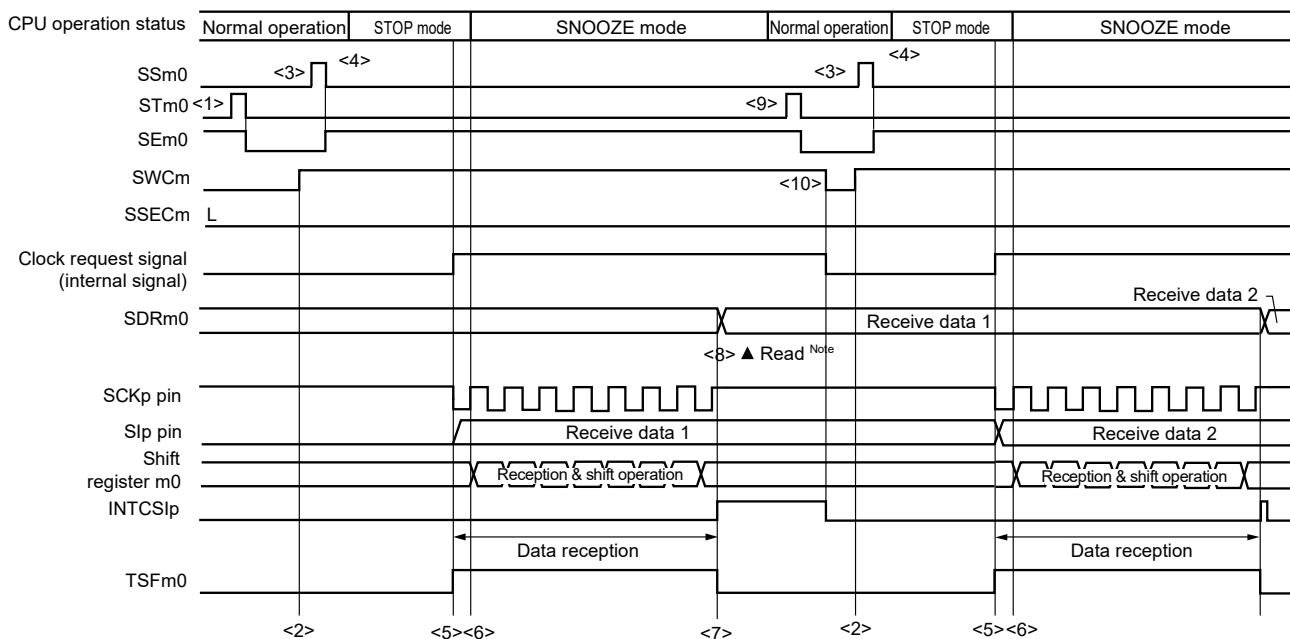 CPU operation status Normal operation STOP mode SNOOZE mode Normal operation STOP mode SNOOZE mode
<4> <4>
SSm0 <3> <3>
STm0 <1> <9>
SEm0
SWCm <10>
SSECm L
Clock request signal
(internal signal)
Receive data 2
SDRm0 Receive data 1
<8> ▲ Read Note
SCKp pin
SIp pin Receive data 1 Receive data 2
Shift
register m0 Reception & shift operation Reception & shift operation
INTCSIp
Data reception Data reception
TSFm0
<2> <5><6> <7> <2> <5><6>